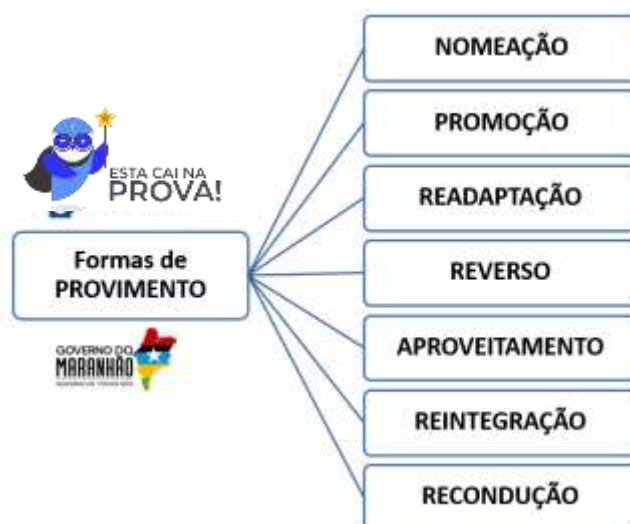 NOMEAÇÃO
PROMOÇÃO
ESTA CAI NA
PROVA!
READAPTAÇÃO
Formas de
PROVIMENTO
REVERSO
GOVERNO DO
MARANHÃO
APROVEITAMENTO
REINTEGRAÇÃO
RECONDUÇÃO